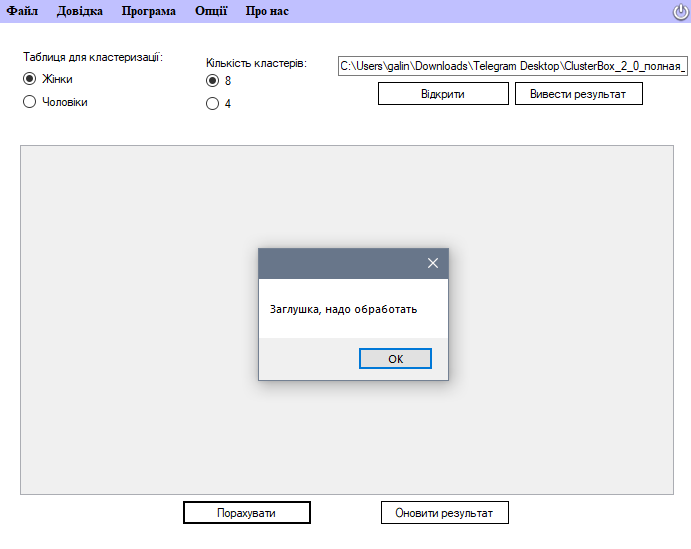 Файл Довідка Програма Опції Про нас
Таблиця для кластеризації:
Жінки
Чоловіки
Кількість кластерів:
8
4
C:\Users\galin\Downloads\Telegram Desktop\ClusterBox_2_0_полная_
Відкрити Вивести результат
Заглушка, надо обработать
OK
Порахувати Оновити результат